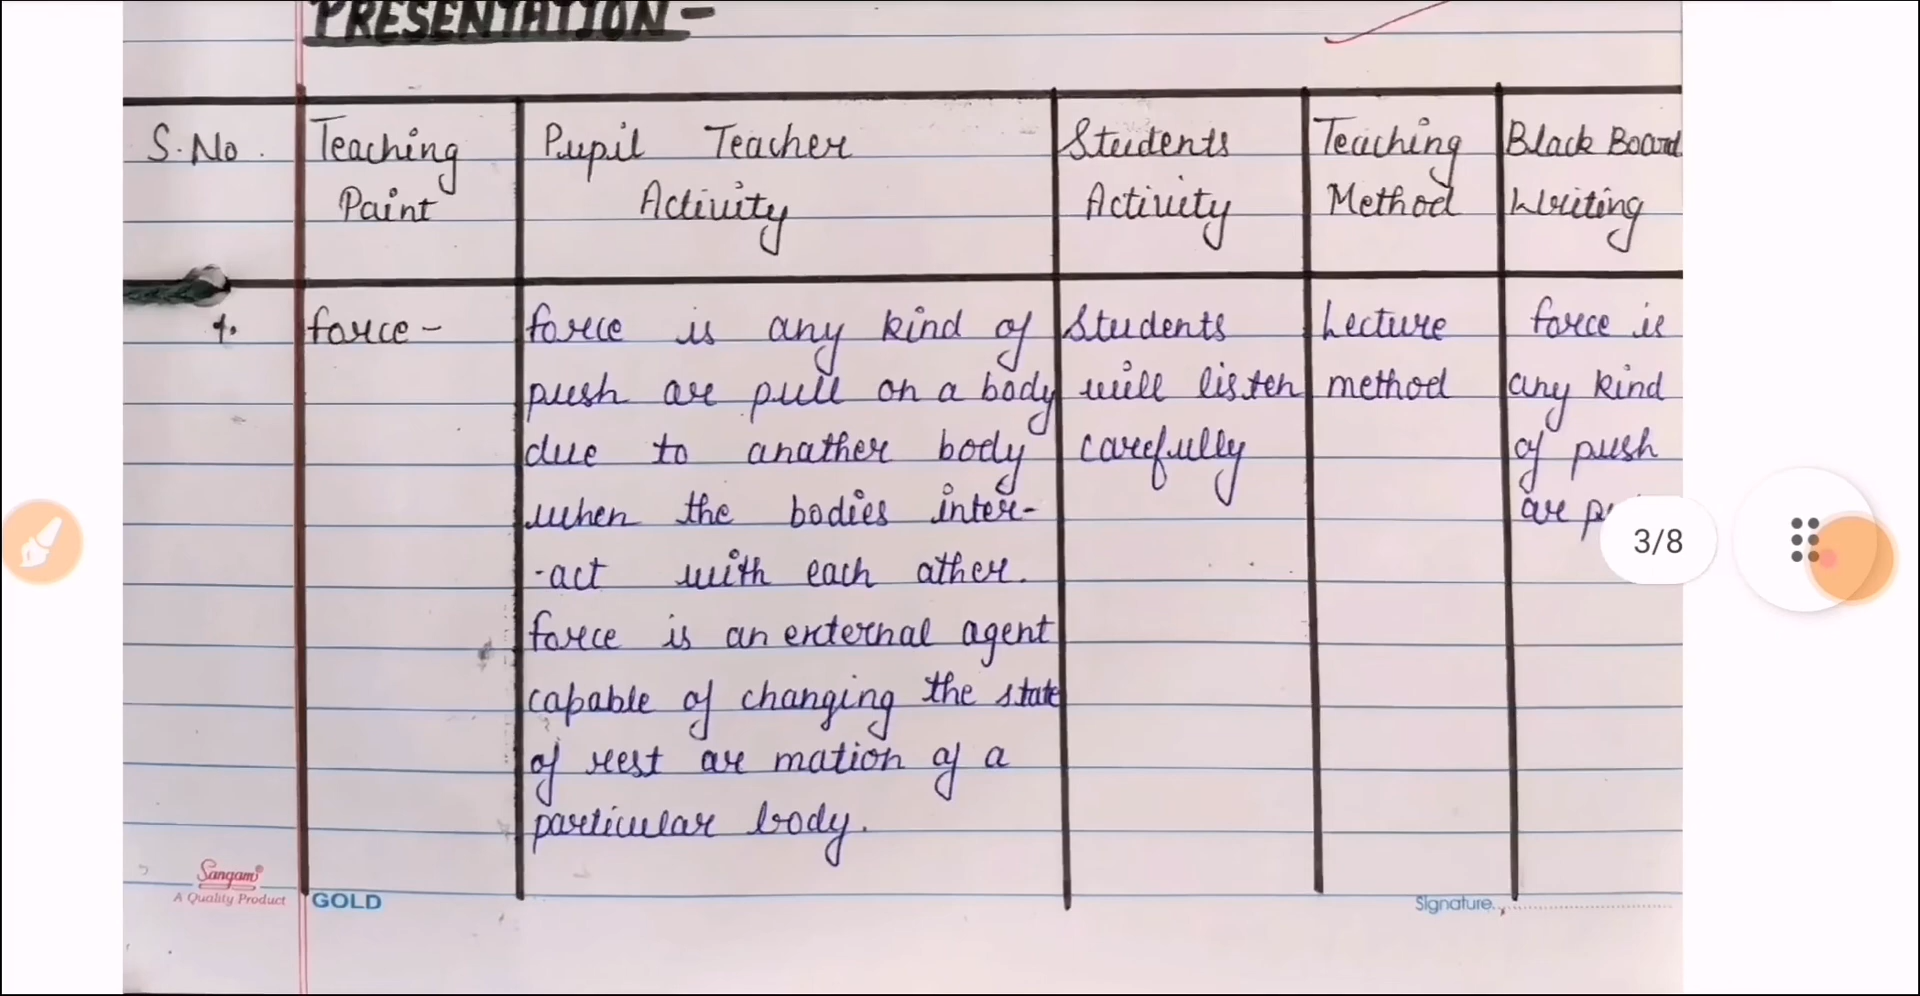 PRESENTATION -
S.No.
Teaching
Paint
Pupil Teacher
Activity
Students
Activity
Teaching
Method
Black Board
Writing
1.
force -
force is any kind of
push are pull on a body
due to anather body
when the bodies inter-
-act with each ather.
force is an external agent
capable of changing the state
of rest are mation of a
particular body.
Students
will listen
carefully
Lecture
method
force is
any kind
of push
are
3/8
Sangam®
A Quality Product
GOLD
Signature